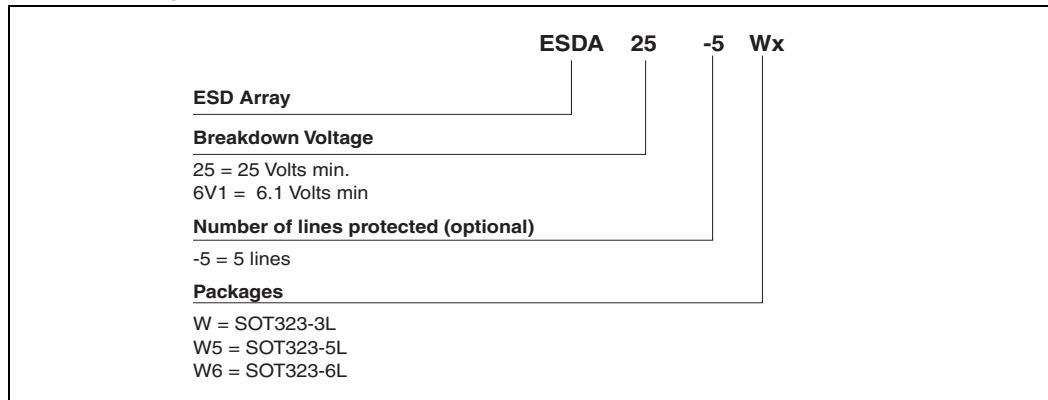 ESDA 25 -5 Wx
ESD Array
Breakdown Voltage
25 = 25 Volts min.
6V1 = 6.1 Volts min
Number of lines protected (optional)
-5 = 5 lines
Packages
W = SOT323-3L
W5 = SOT323-5L
W6 = SOT323-6L